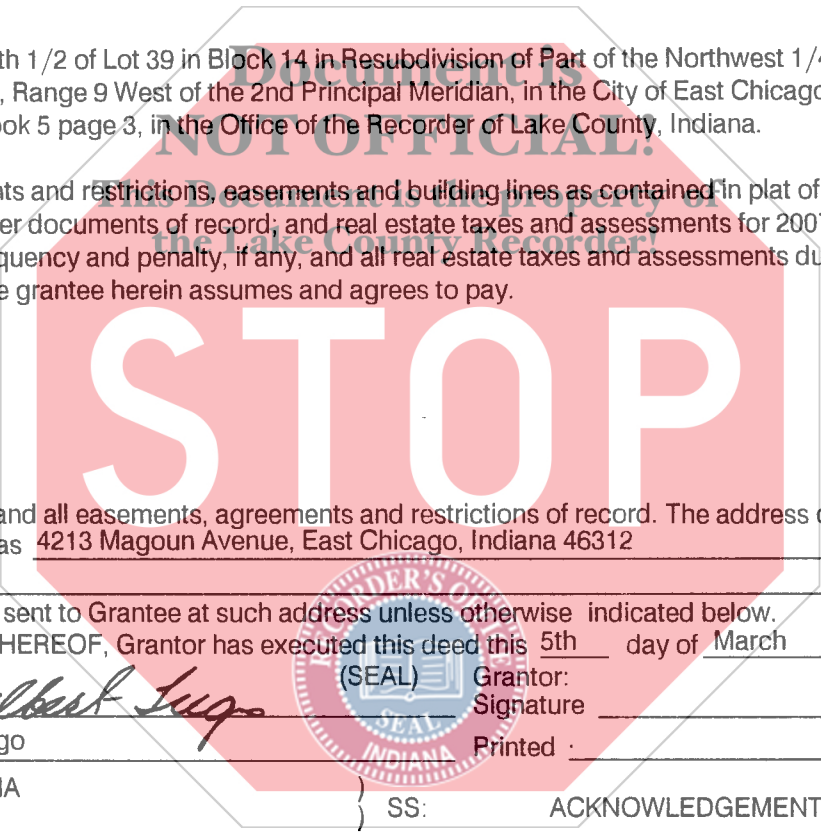 th 1/2 of Lot 39 in Block 14 in Resubdivision of Part of the Northwest 1/4
Document is
, Range 9 West of the 2nd Principal Meridian, in the City of East Chicago
ook 5 page 3, in the Office of the Recorder of Lake County, Indiana.
NOT OFFICIAL!
nts and restrictions, easements and building lines as contained in plat of
This Document is the property of
er documents of record; and real estate taxes and assessments for 2007
the Lake County Recorder!
quency and penalty, if any, and all real estate taxes and assessments du
e grantee herein assumes and agrees to pay.
STOP
and all easements, agreements and restrictions of record. The address o
as 4213 Magoun Avenue, East Chicago, Indiana 46312
sent to Grantee at such address unless otherwise indicated below.
HEREOF, Grantor has executed this deed this 5th day of March
(SEAL) Grantor:
lbert Lugo Signature
go Printed
RECORDER'S OFFICE
SEAL
INDIANA
IA
) SS: ACKNOWLEDGEMENT
)